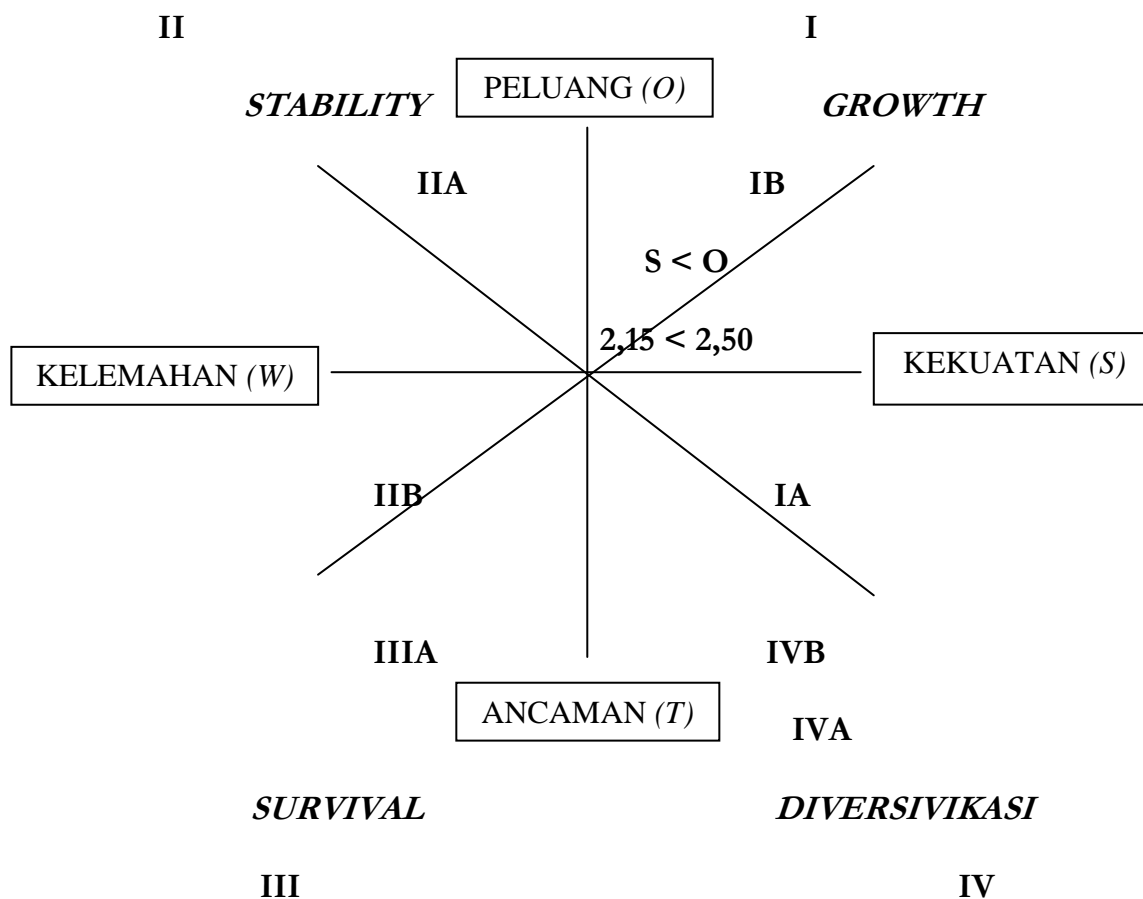 II
I
PELUANG (O)
STABILITY
GROWTH
IIA
IB
S < O
2,15 < 2,50
KELEMAHAN (W)
KEKUATAN (S)
IIB
IA
IIIA
IVB
ANCAMAN (T)
IVA
SURVIVAL
DIVERSIVIKASI
III
IV